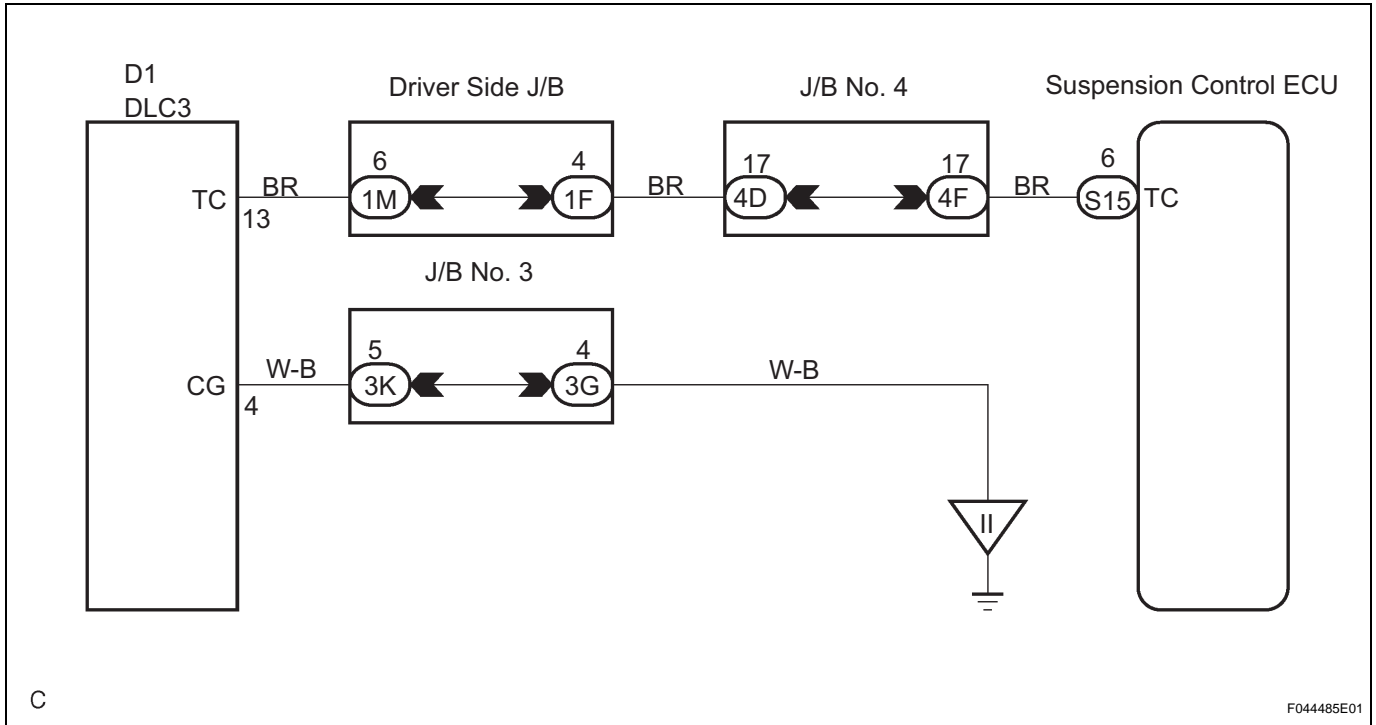 D1
DLC3
Driver Side J/B
J/B No. 4
Suspension Control ECU
6
4
17
17
6
TC
BR
1M
1F
BR
4D
4F
BR
S15
TC
13
J/B No. 3
5
4
CG
W-B
3K
3G
W-B
4
II
C
F044485E01